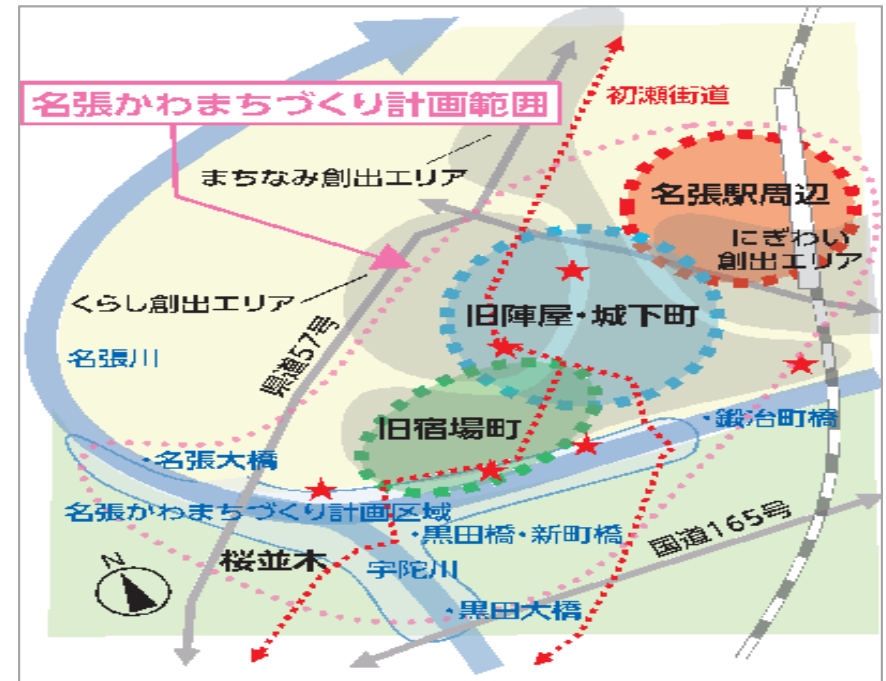 初瀬街道
名張かわまちづくり計画範囲
まちなみ創出エリア
名張駅周辺
にぎわい
創出エリア
くらし創出エリア
旧陣屋・城下町
名張川
県道57号
旧宿場町
・鍛冶町橋
・名張大橋
名張かわまちづくり計画区域
・黒田橋・新町橋
国道165号
N
桜並木
宇陀川
・黒田大橋